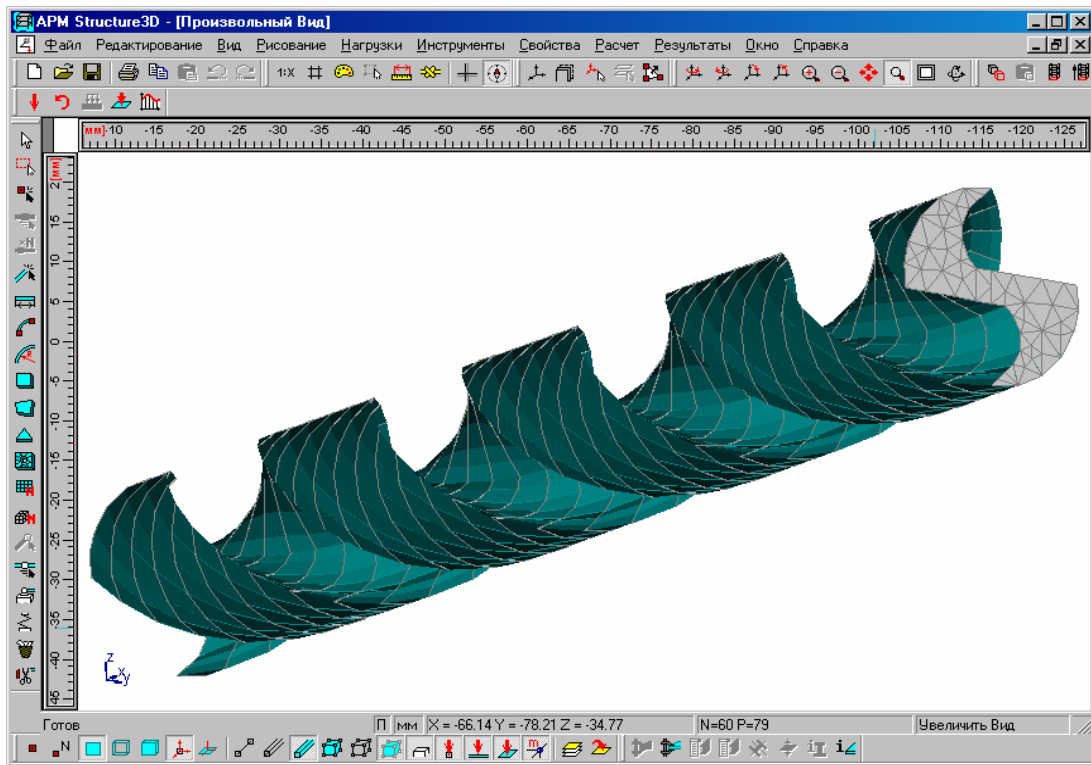 APM Structure3D - [Произвольный Вид]
Файл Редактирование Вид Рисование Нагрузки Инструменты Свойства Расчет Результаты Окно Справка
1:X
[мм] -10 -15 -20 -25 -30 -35 -40 -45 -50 -55 -60 -65 -70 -75 -80 -85 -90 -95 -100 -105 -110 -115 -120 -125
[мм]
2
15
10
5
0
-5
-10
-15
-20
-25
-30
-35
-40
45
×N
R
N
N
z
x
y
Готов П мм X = -66.14 Y = -78.21 Z = -34.77 N=60 P=79 Увеличить Вид
N m